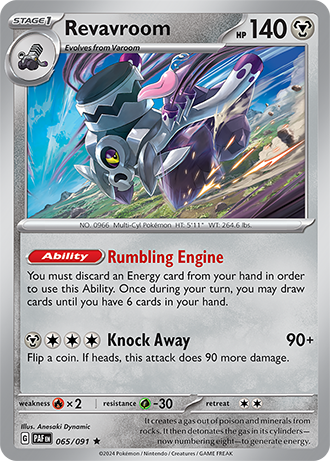 STAGE 1 Revavroom HP 140
Evolves from Varoom
NO. 0966 Multi-Cyl Pokémon HT: 5'11" WT: 264.6 lbs.
Ability Rumbling Engine
You must discard an Energy card from your hand in order
to use this Ability. Once during your turn, you may draw
cards until you have 6 cards in your hand.
Knock Away 90+
Flip a coin. If heads, this attack does 90 more damage.
weakness ×2 resistance -30 retreat
Illus. Anesaki Dynamic
G PAF EN 065/091 ★
It creates a gas out of poison and minerals from
rocks. It then detonates the gas in its cylinders—
now numbering eight—to generate energy.
©2024 Pokémon / Nintendo / Creatures / GAME FREAK